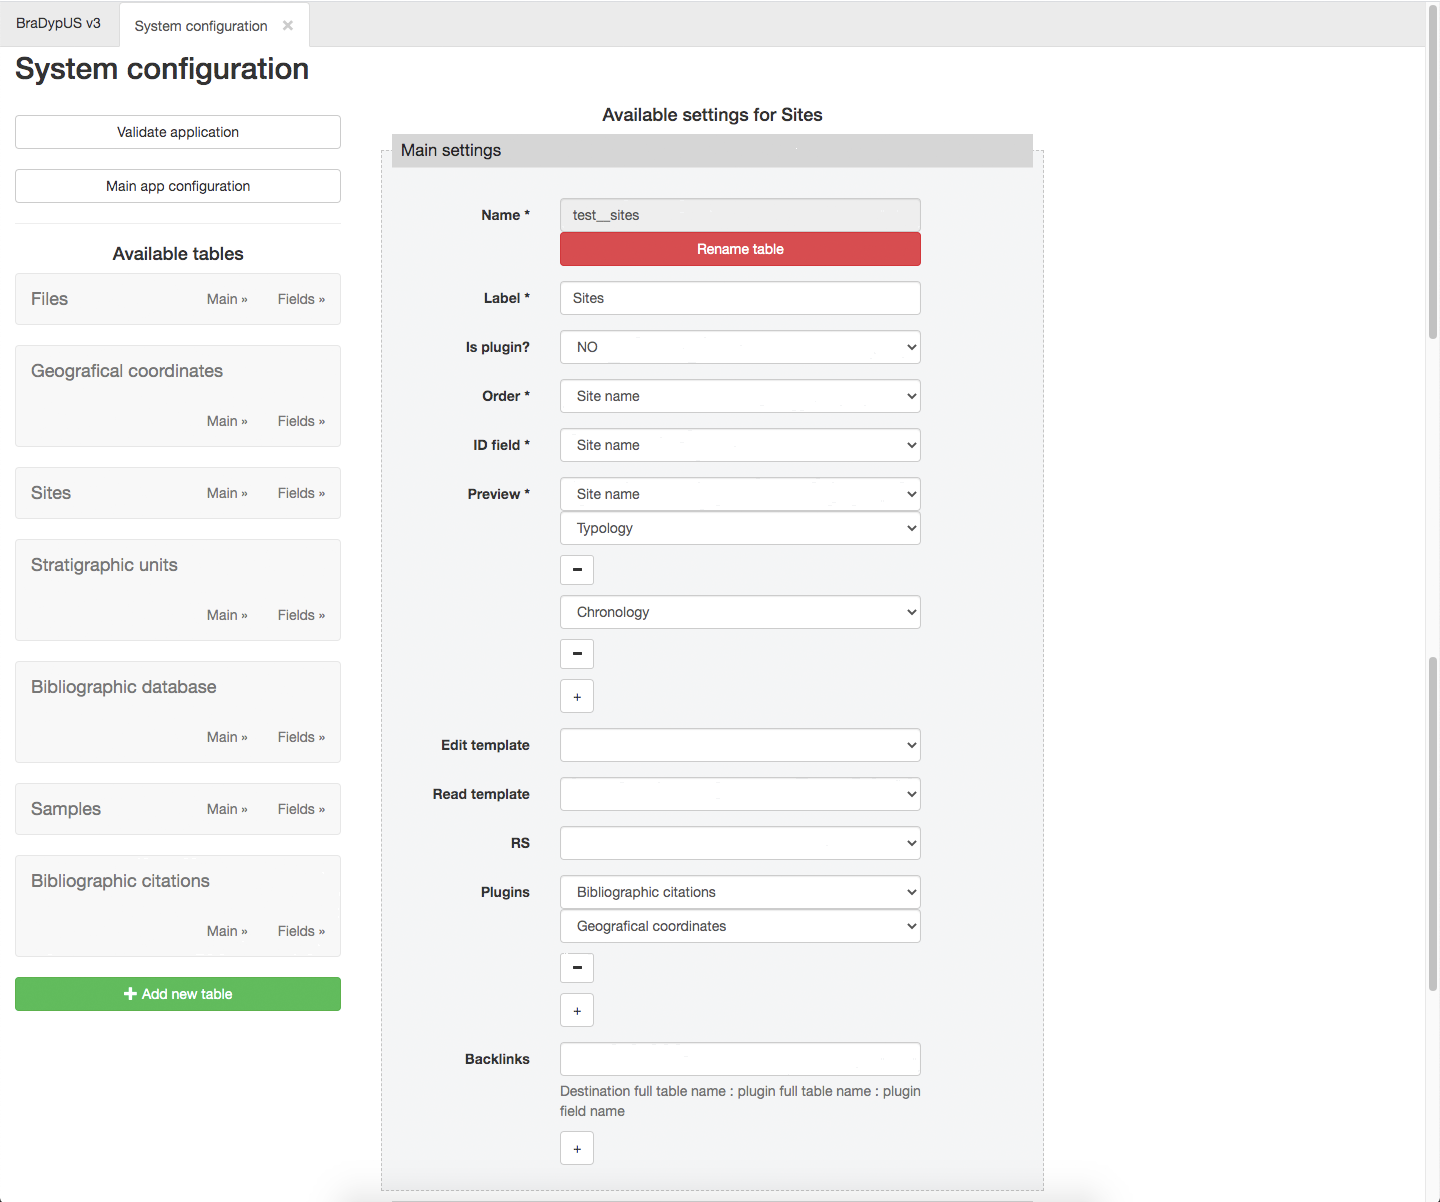 BraDypUS v3
System configuration ×
System configuration
Validate application
Main app configuration
Available tables
Files Main » Fields »
Geografical coordinates
Main » Fields »
Sites Main » Fields »
Stratigraphic units
Main » Fields »
Bibliographic database
Main » Fields »
Samples Main » Fields »
Bibliographic citations
Main » Fields »
+ Add new table
Available settings for Sites
Main settings
Name * test__sites
Rename table
Label * Sites
Is plugin? NO
Order * Site name
ID field * Site name
Preview * Site name
Typology
-
Chronology
-
+
Edit template
Read template
RS
Plugins Bibliographic citations
Geografical coordinates
-
+
Backlinks
Destination full table name : plugin full table name : plugin
field name
+